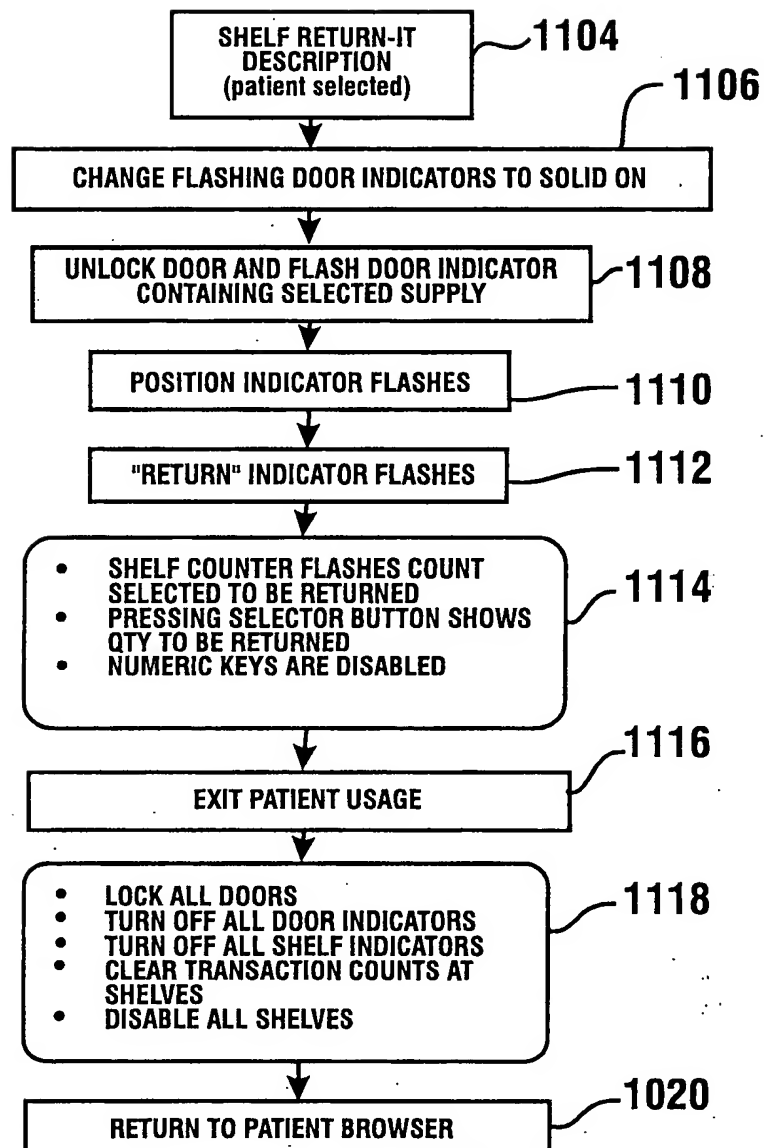 SHELF RETURN-IT
DESCRIPTION
(patient selected)
1104
1106
CHANGE FLASHING DOOR INDICATORS TO SOLID ON
UNLOCK DOOR AND FLASH DOOR INDICATOR
CONTAINING SELECTED SUPPLY
1108
POSITION INDICATOR FLASHES
1110
"RETURN" INDICATOR FLASHES
1112
• SHELF COUNTER FLASHES COUNT
SELECTED TO BE RETURNED
• PRESSING SELECTOR BUTTON SHOWS
QTY TO BE RETURNED
• NUMERIC KEYS ARE DISABLED
1114
1116
EXIT PATIENT USAGE
• LOCK ALL DOORS
• TURN OFF ALL DOOR INDICATORS
• TURN OFF ALL SHELF INDICATORS
• CLEAR TRANSACTION COUNTS AT
SHELVES
• DISABLE ALL SHELVES
1118
RETURN TO PATIENT BROWSER
1020